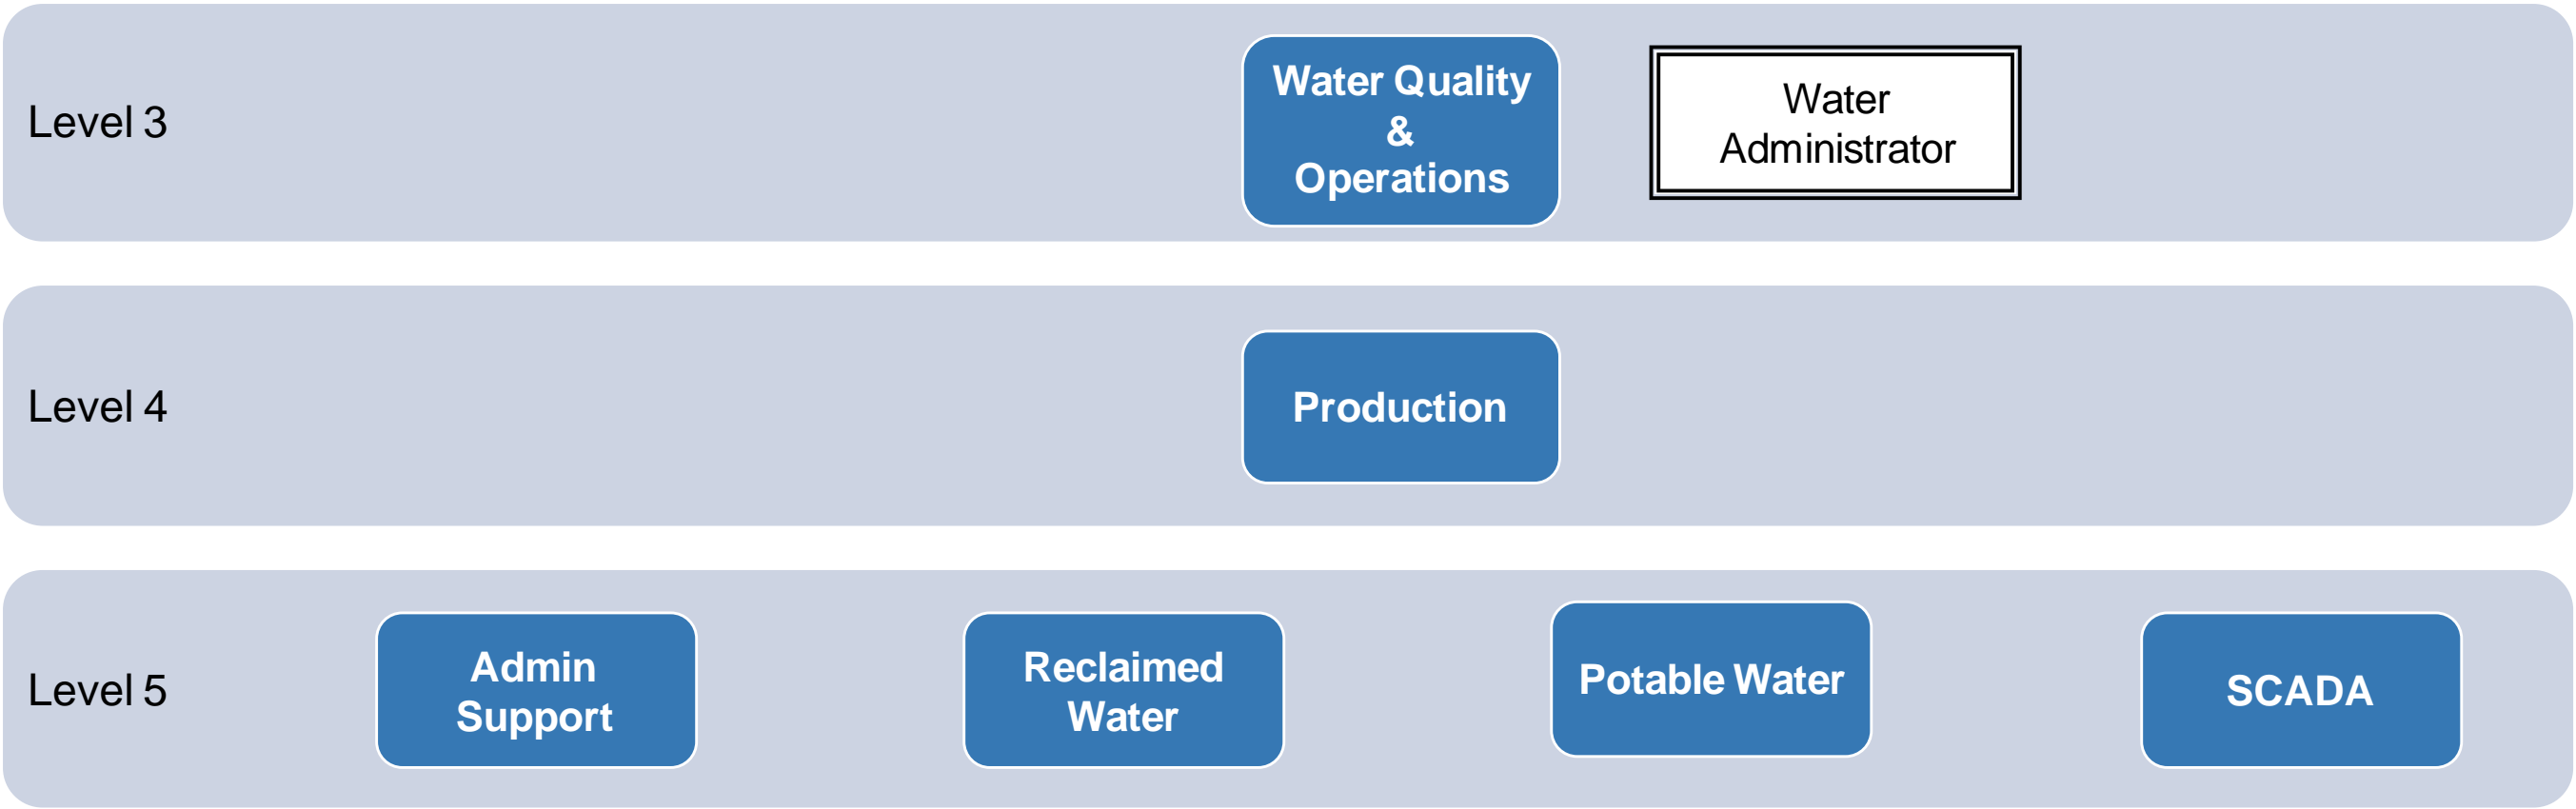 Level 3
Water Quality
&
Operations
Water
Administrator
Level 4
Production
Level 5
Admin
Support
Reclaimed
Water
Potable Water
SCADA